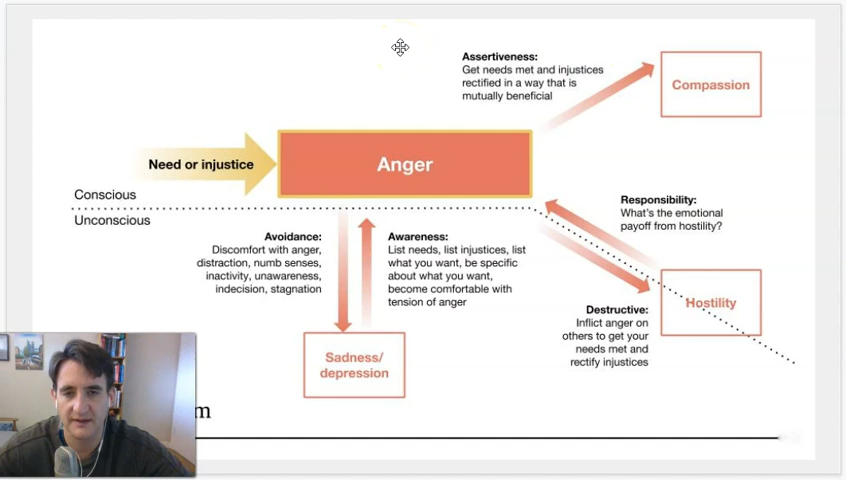 Assertiveness:
Get needs met and injustices
rectified in a way that is
mutually beneficial
Compassion
Need or injustice
Anger
Conscious
Unconscious
Responsibility:
What's the emotional
payoff from hostility?
Avoidance:
Discomfort with anger,
distraction, numb senses,
inactivity, unawareness,
indecision, stagnation
Awareness:
List needs, list injustices, list
what you want, be specific
about what you want,
become comfortable with
tension of anger
Hostility
Destructive:
Inflict anger on
others to get your
needs met and
rectify injustices
Sadness/
depression
m